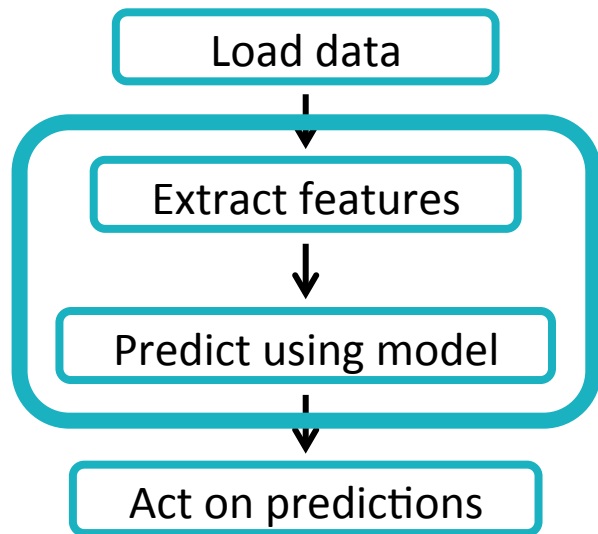 Load data
Extract features
Predict using model
Act on predictions